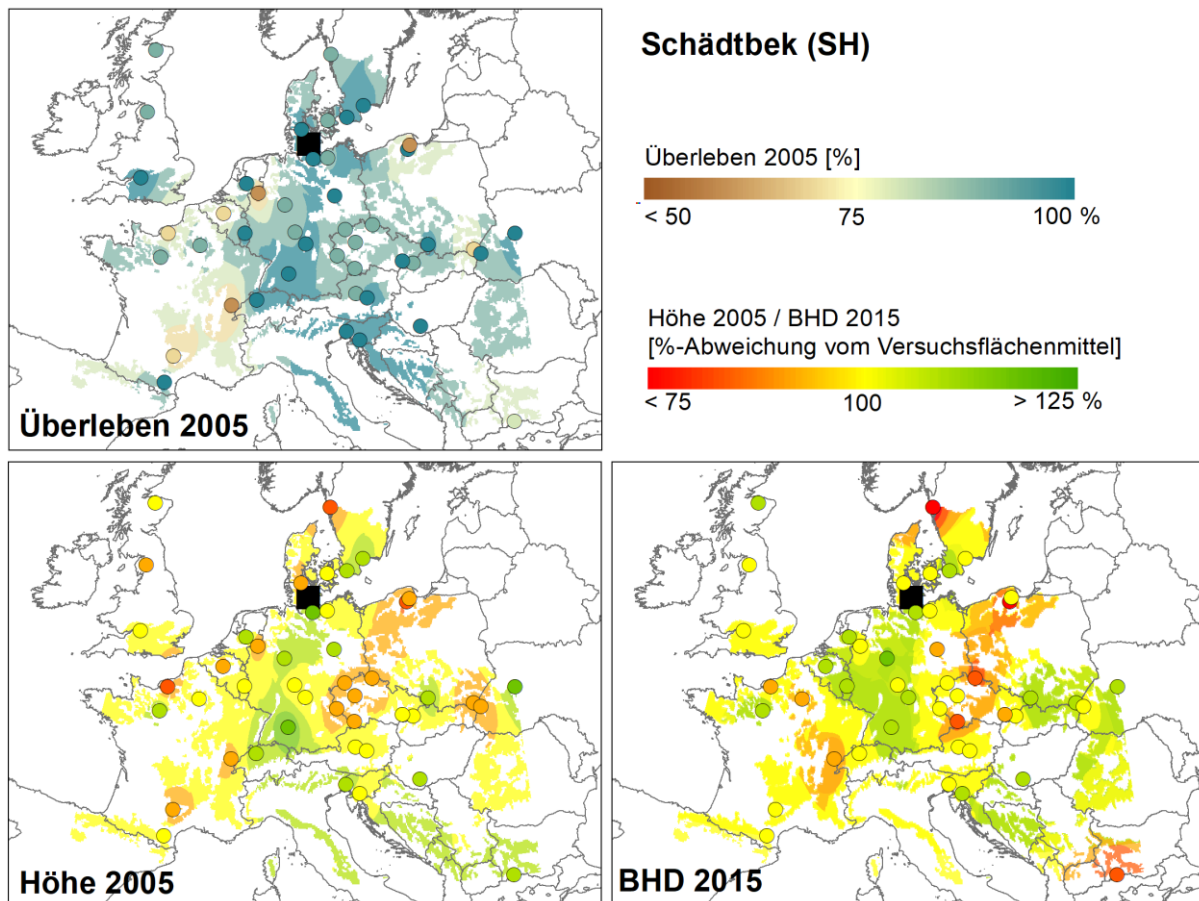 Schädtbek (SH)
Überleben 2005 [%]
< 50
75
100 %
Höhe 2005 / BHD 2015
[%-Abweichung vom Versuchsflächenmittel]
< 75
100
> 125 %
Überleben 2005
Höhe 2005
BHD 2015